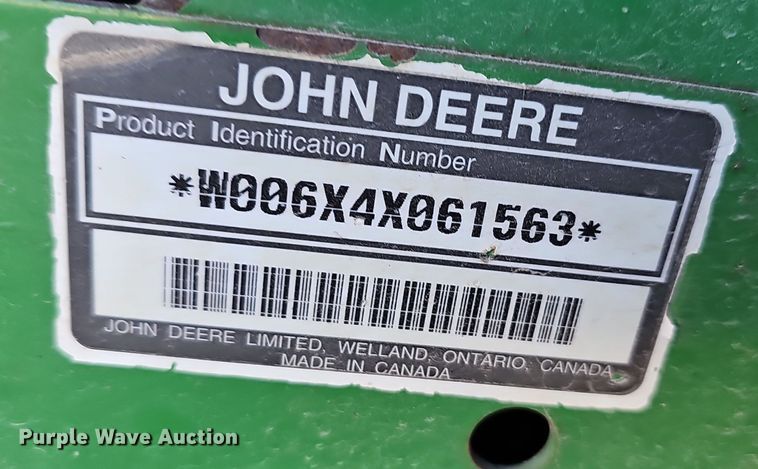 JOHN DEERE
Product Identification Number
*W006X4X061563*
JOHN DEERE LIMITED, WELLAND, ONTARIO, CANADA
MADE IN CANADA
Purple Wave Auction